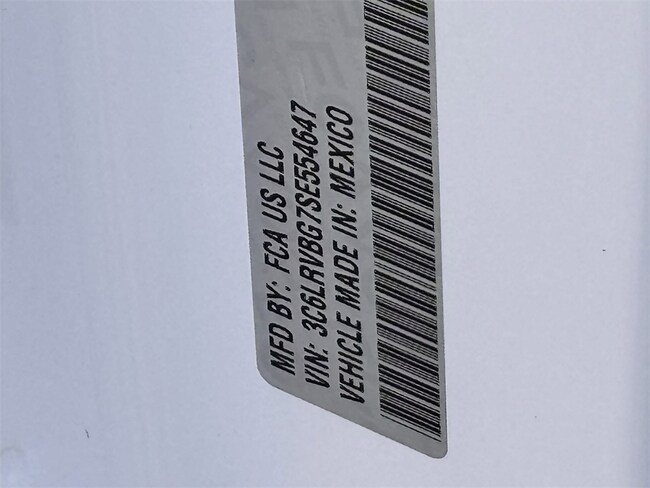 MFD BY: FCA US LLC
VIN: 3C6LRVBG7SE554647
VEHICLE MADE IN: MEXICO